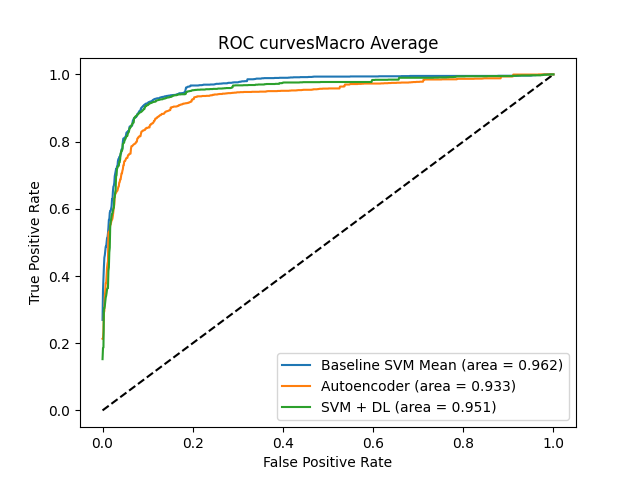 ROC curvesMacro Average
True Positive Rate
1.0
0.8
0.6
0.4
0.2
0.0
Baseline SVM Mean (area = 0.962)
Autoencoder (area = 0.933)
SVM + DL (area = 0.951)
0.0 0.2 0.4 0.6 0.8 1.0
False Positive Rate